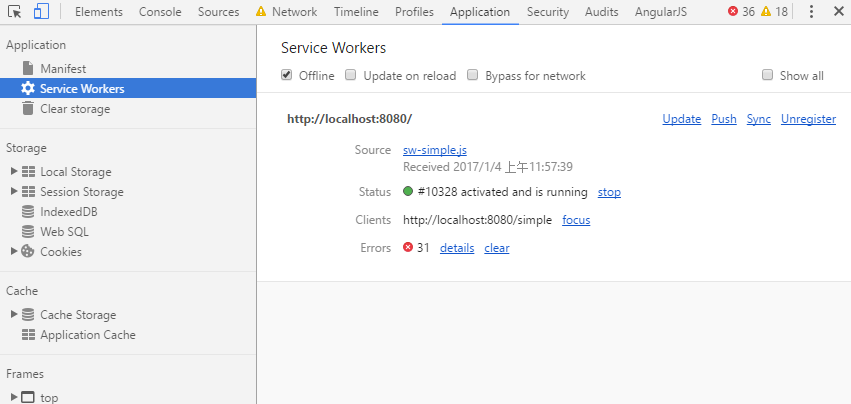 Elements Console Sources Network Timeline Profiles Application Security Audits AngularJS 36 18
Application
Manifest
Service Workers
Clear storage
Storage
Local Storage
Session Storage
IndexedDB
Web SQL
Cookies
Cache
Cache Storage
Application Cache
Frames
top
Service Workers
Offline Update on reload Bypass for network Show all
http://localhost:8080/ Update Push Sync Unregister
Source sw-simple.js
Received 2017/1/4 上午11:57:39
Status #10328 activated and is running stop
Clients http://localhost:8080/simple focus
Errors 31 details clear